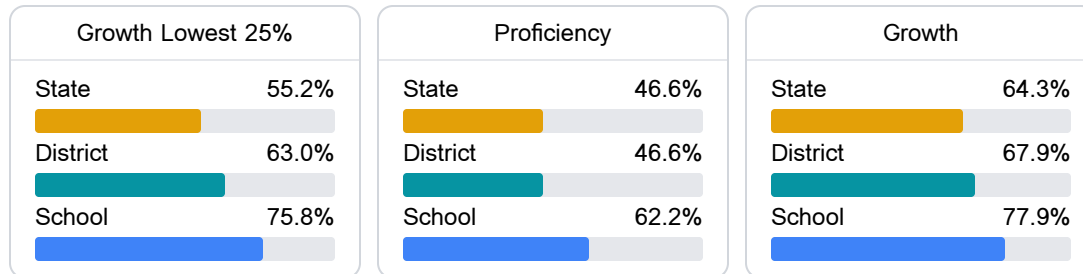 Growth Lowest 25%
State 55.2%
District 63.0%
School 75.8%
Proficiency
State 46.6%
District 46.6%
School 62.2%
Growth
State 64.3%
District 67.9%
School 77.9%